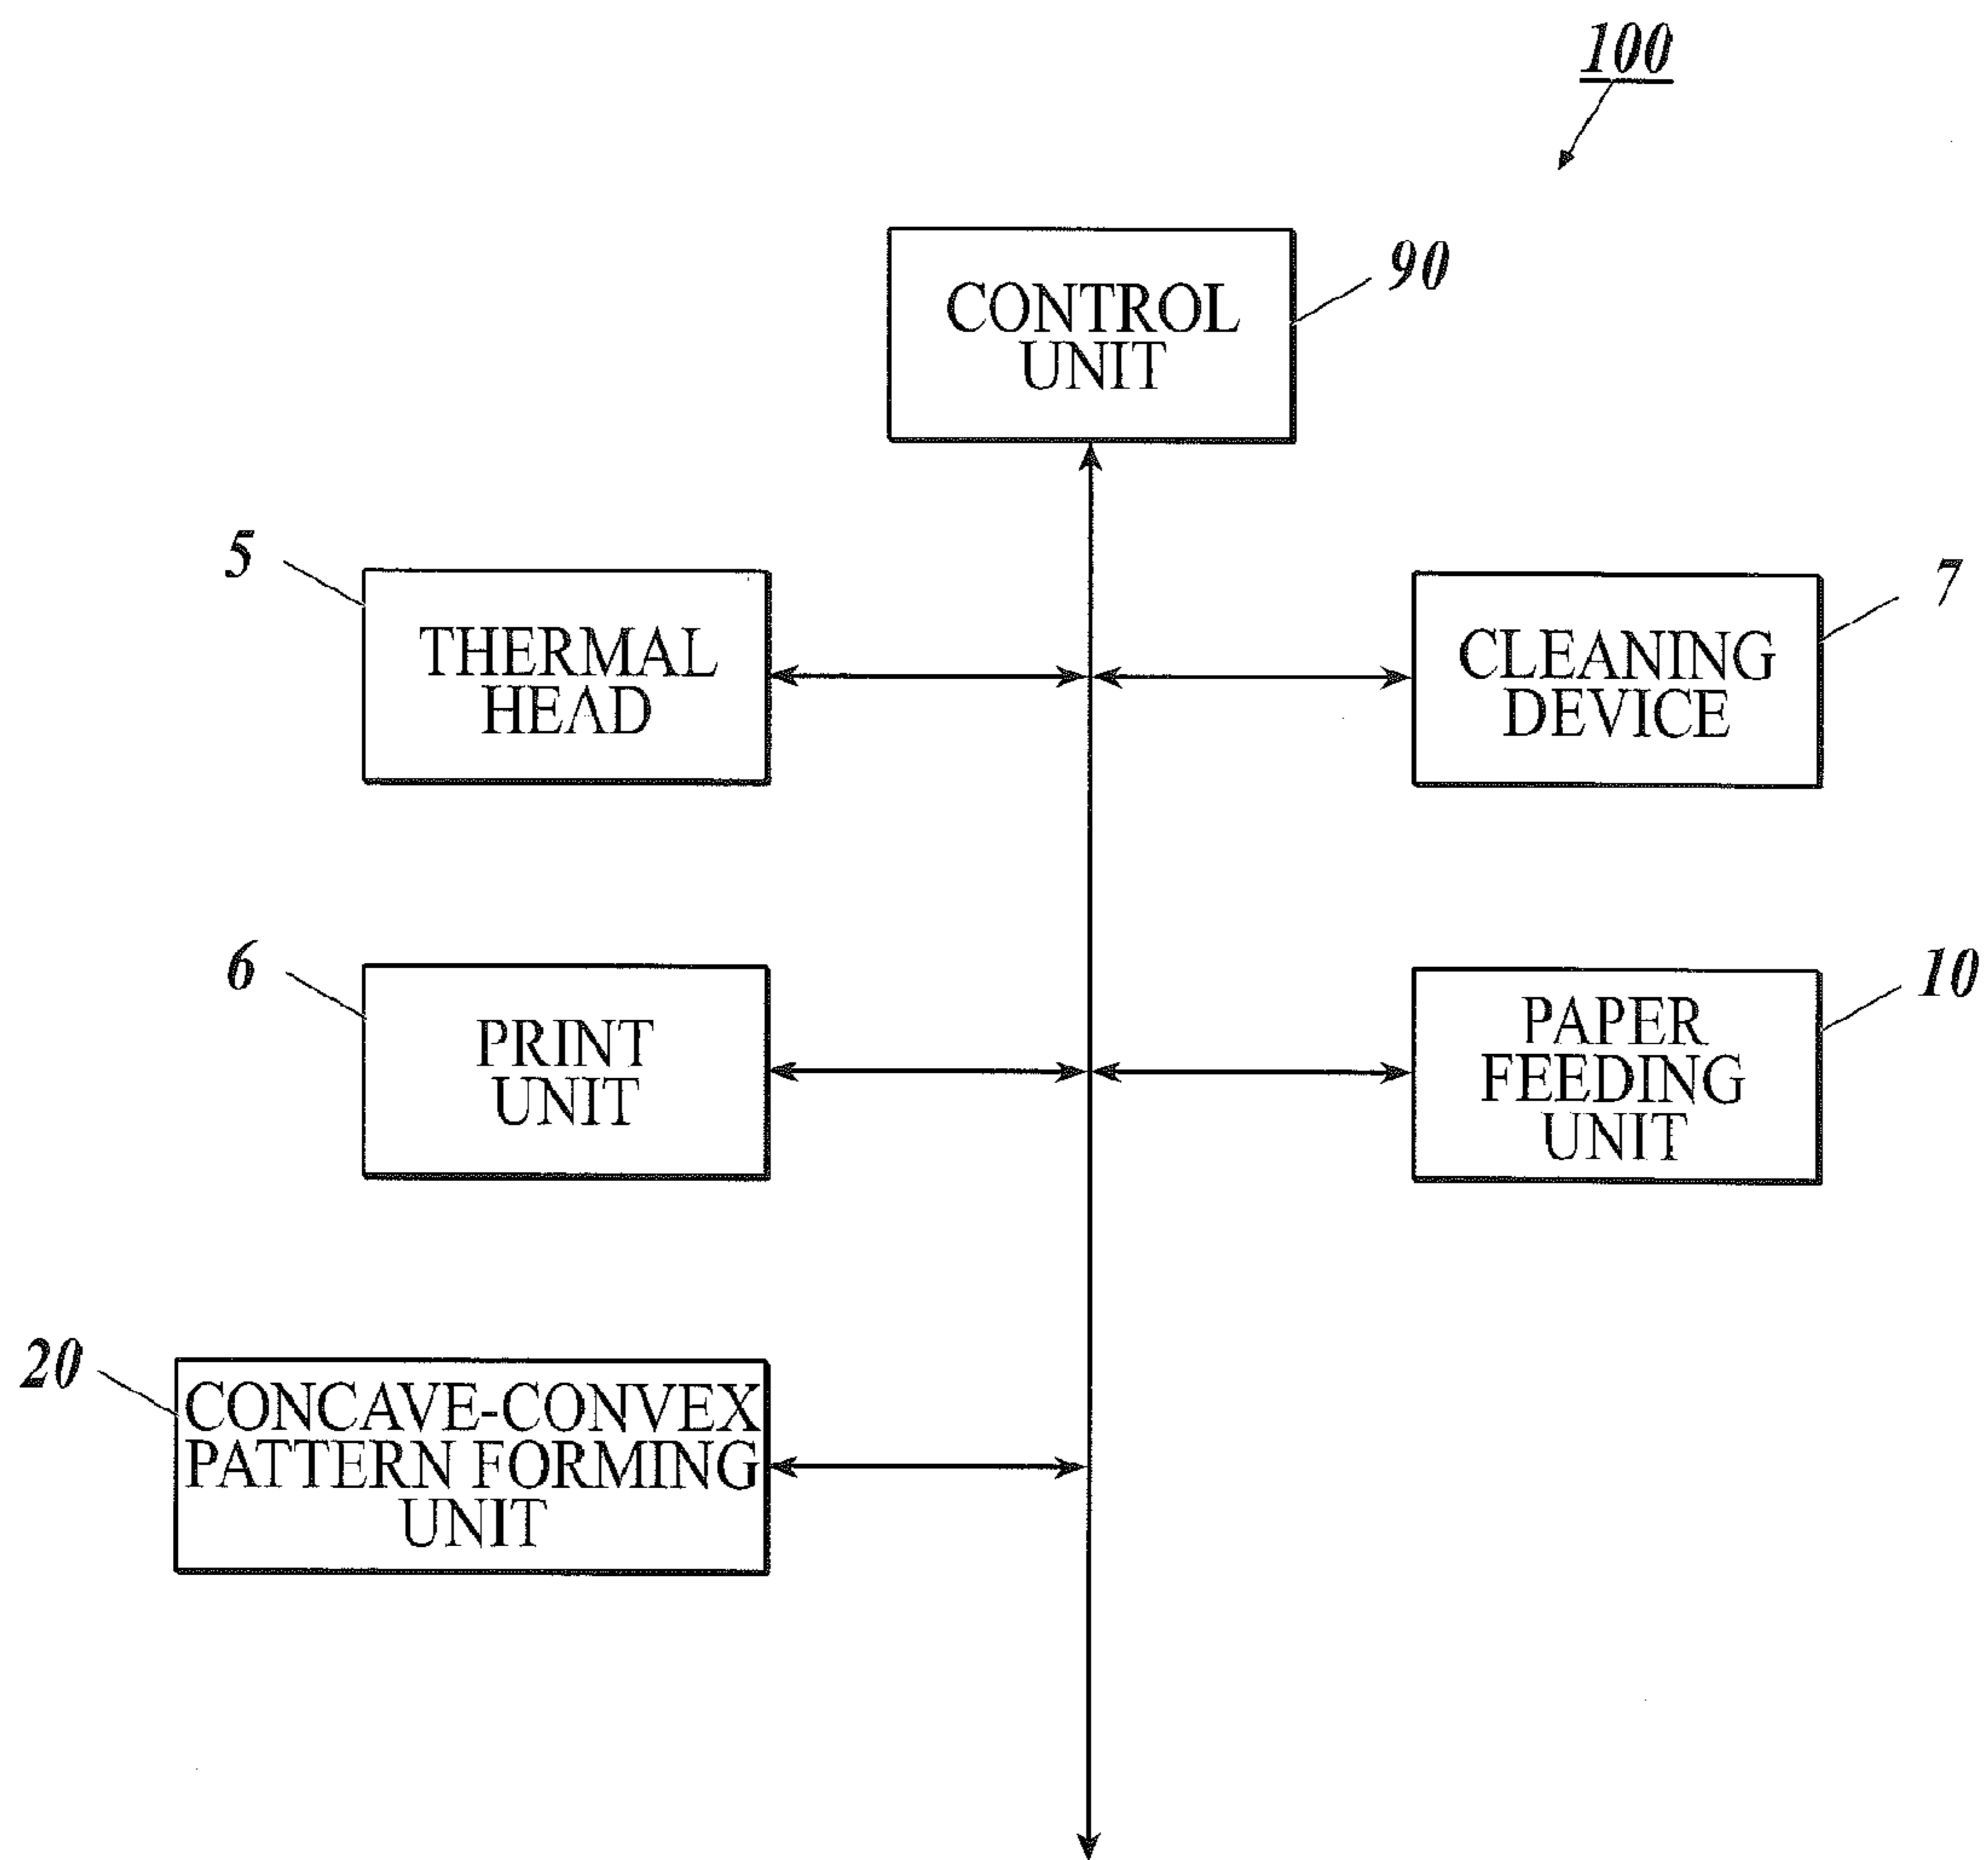 100
CONTROL
UNIT
90
5
THERMAL
HEAD
CLEANING
DEVICE
7
6
PRINT
UNIT
PAPER
FEEDING
UNIT
10
20
CONCAVE-CONVEX
PATTERN FORMING
UNIT